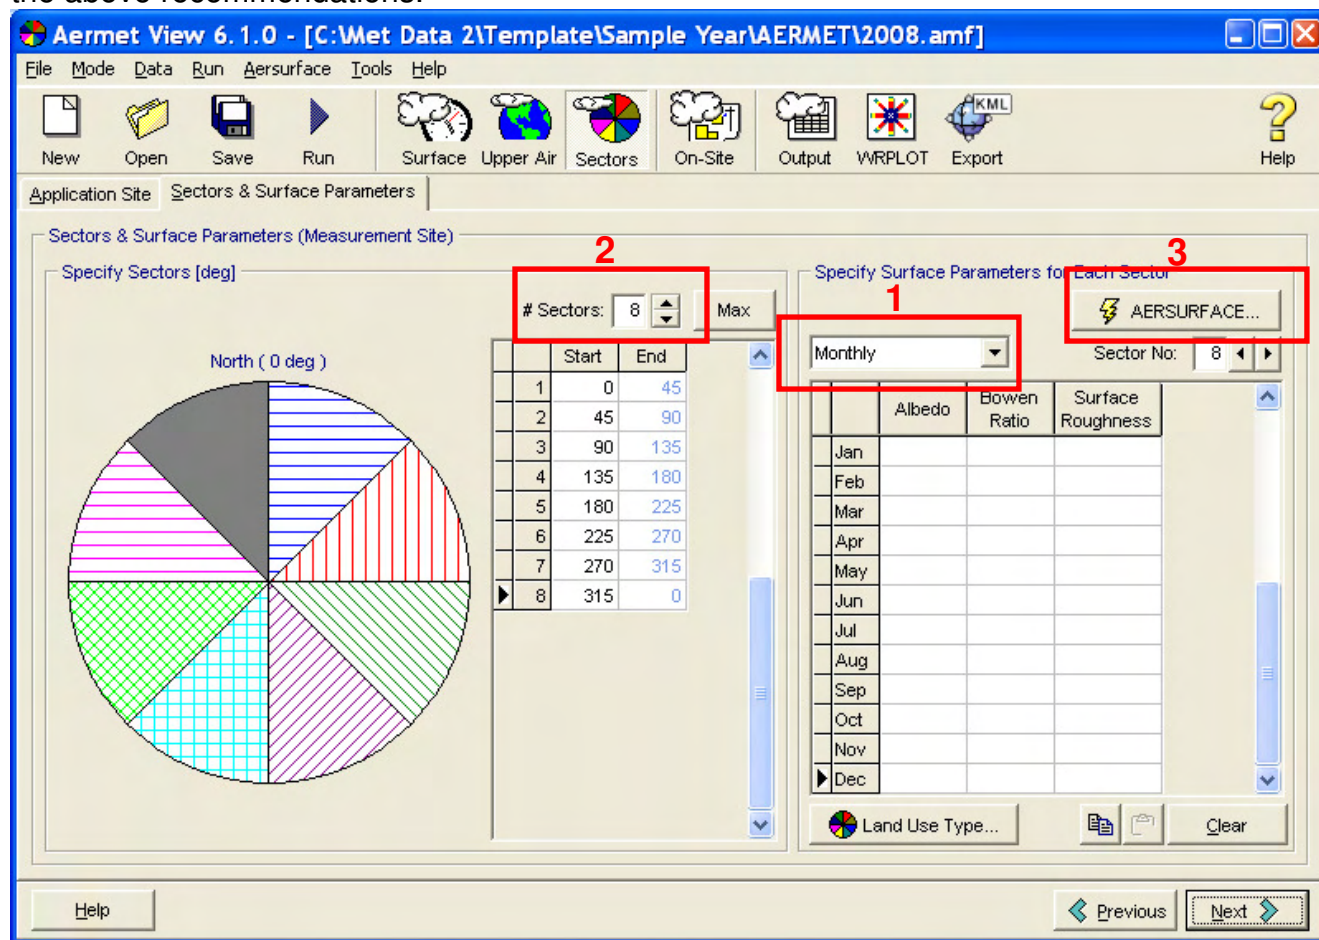 the above recommendations.
Aermet View 6.1.0 - [C:\Met Data 2\Template\Sample Year\AERMET\2008.amf]
File Mode Data Run Aersurface Tools Help
KML
New Open Save Run Surface Upper Air Sectors On-Site Output WRPLOT Export Help
Application Site Sectors & Surface Parameters
Sectors & Surface Parameters (Measurement Site)
2 3
Specify Sectors [deg] Specify Surface Parameters for Each Sector
1
# Sectors: 8 Max AERSURFACE...
North ( 0 deg ) Start End Monthly Sector No: 8
Albedo Bowen Ratio Surface Roughness
1 0 45
2 45 90
3 90 135
4 135 180
5 180 225
6 225 270
7 270 315
8 315 0
Jan
Feb
Mar
Apr
May
Jun
Jul
Aug
Sep
Oct
Nov
Dec
Land Use Type... Clear
Help Previous Next